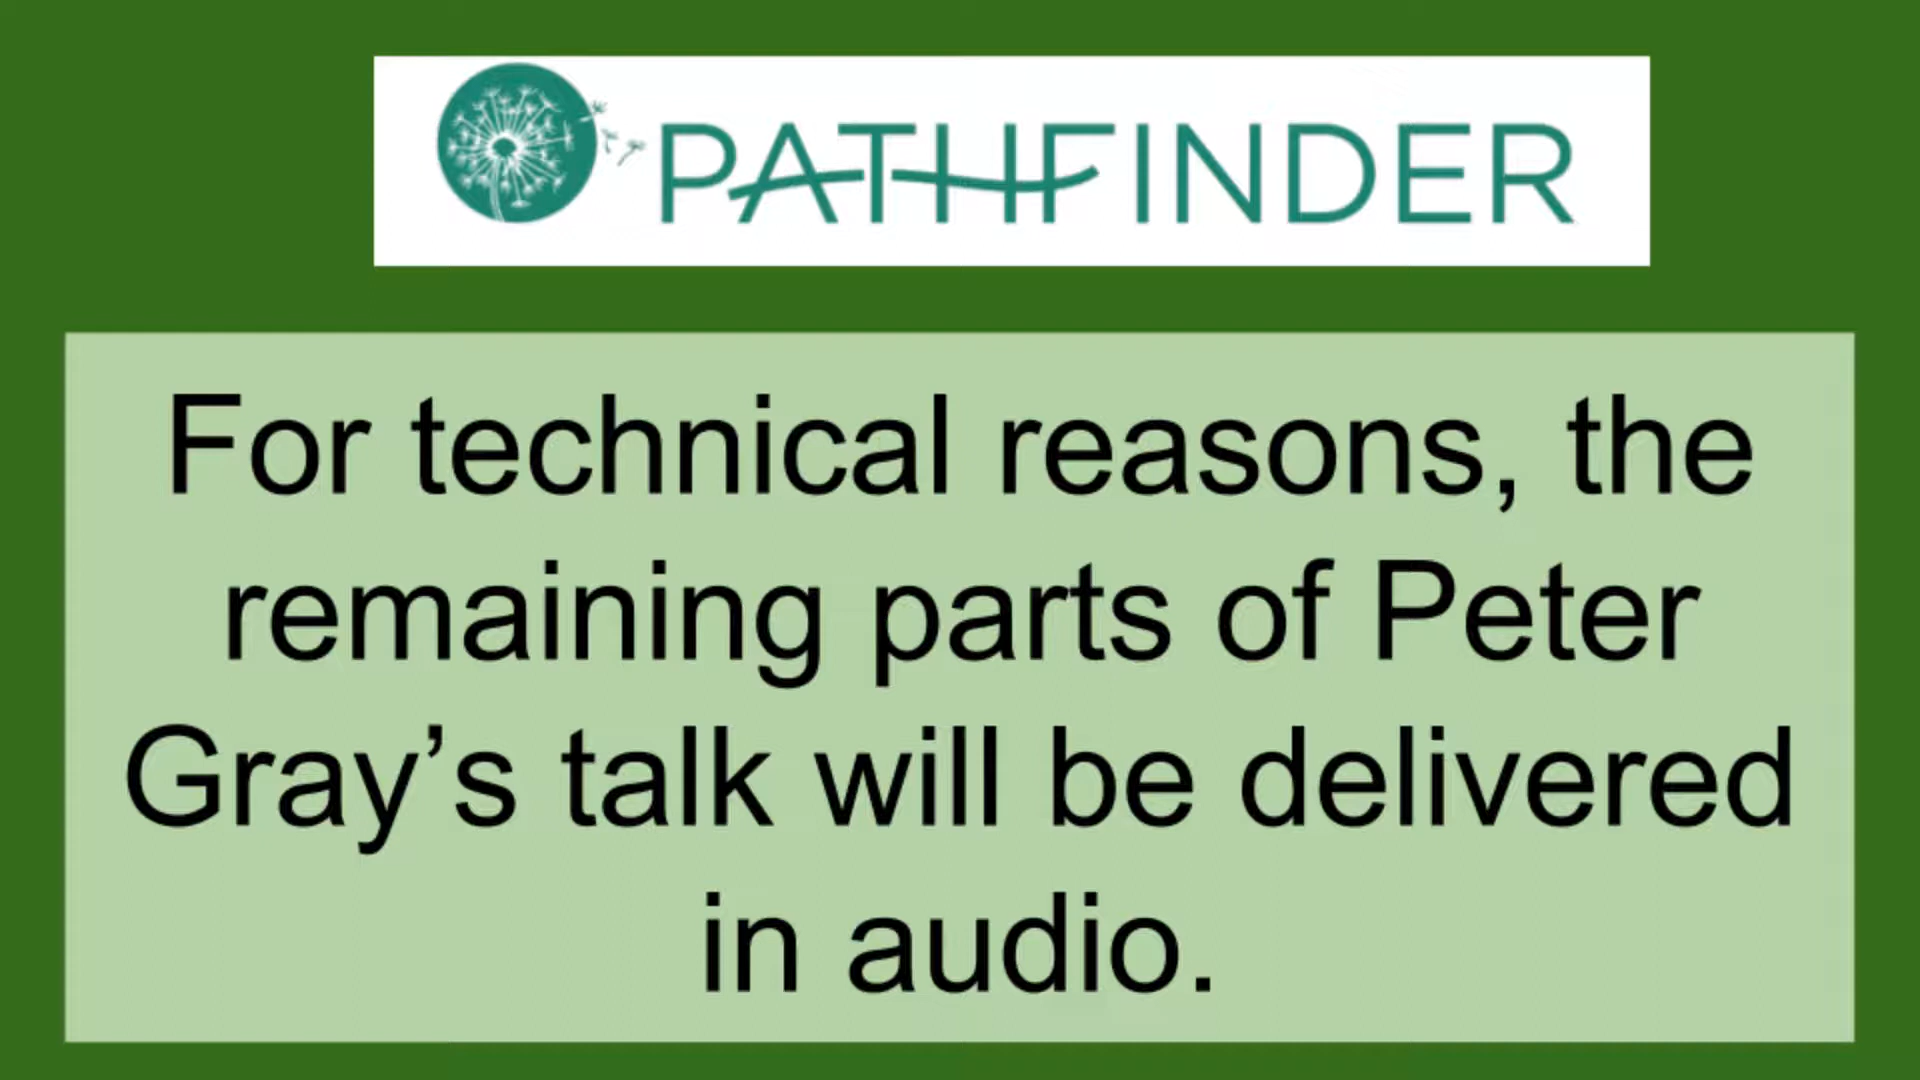 PATHFINDER
For technical reasons, the
remaining parts of Peter
Gray’s talk will be delivered
in audio.